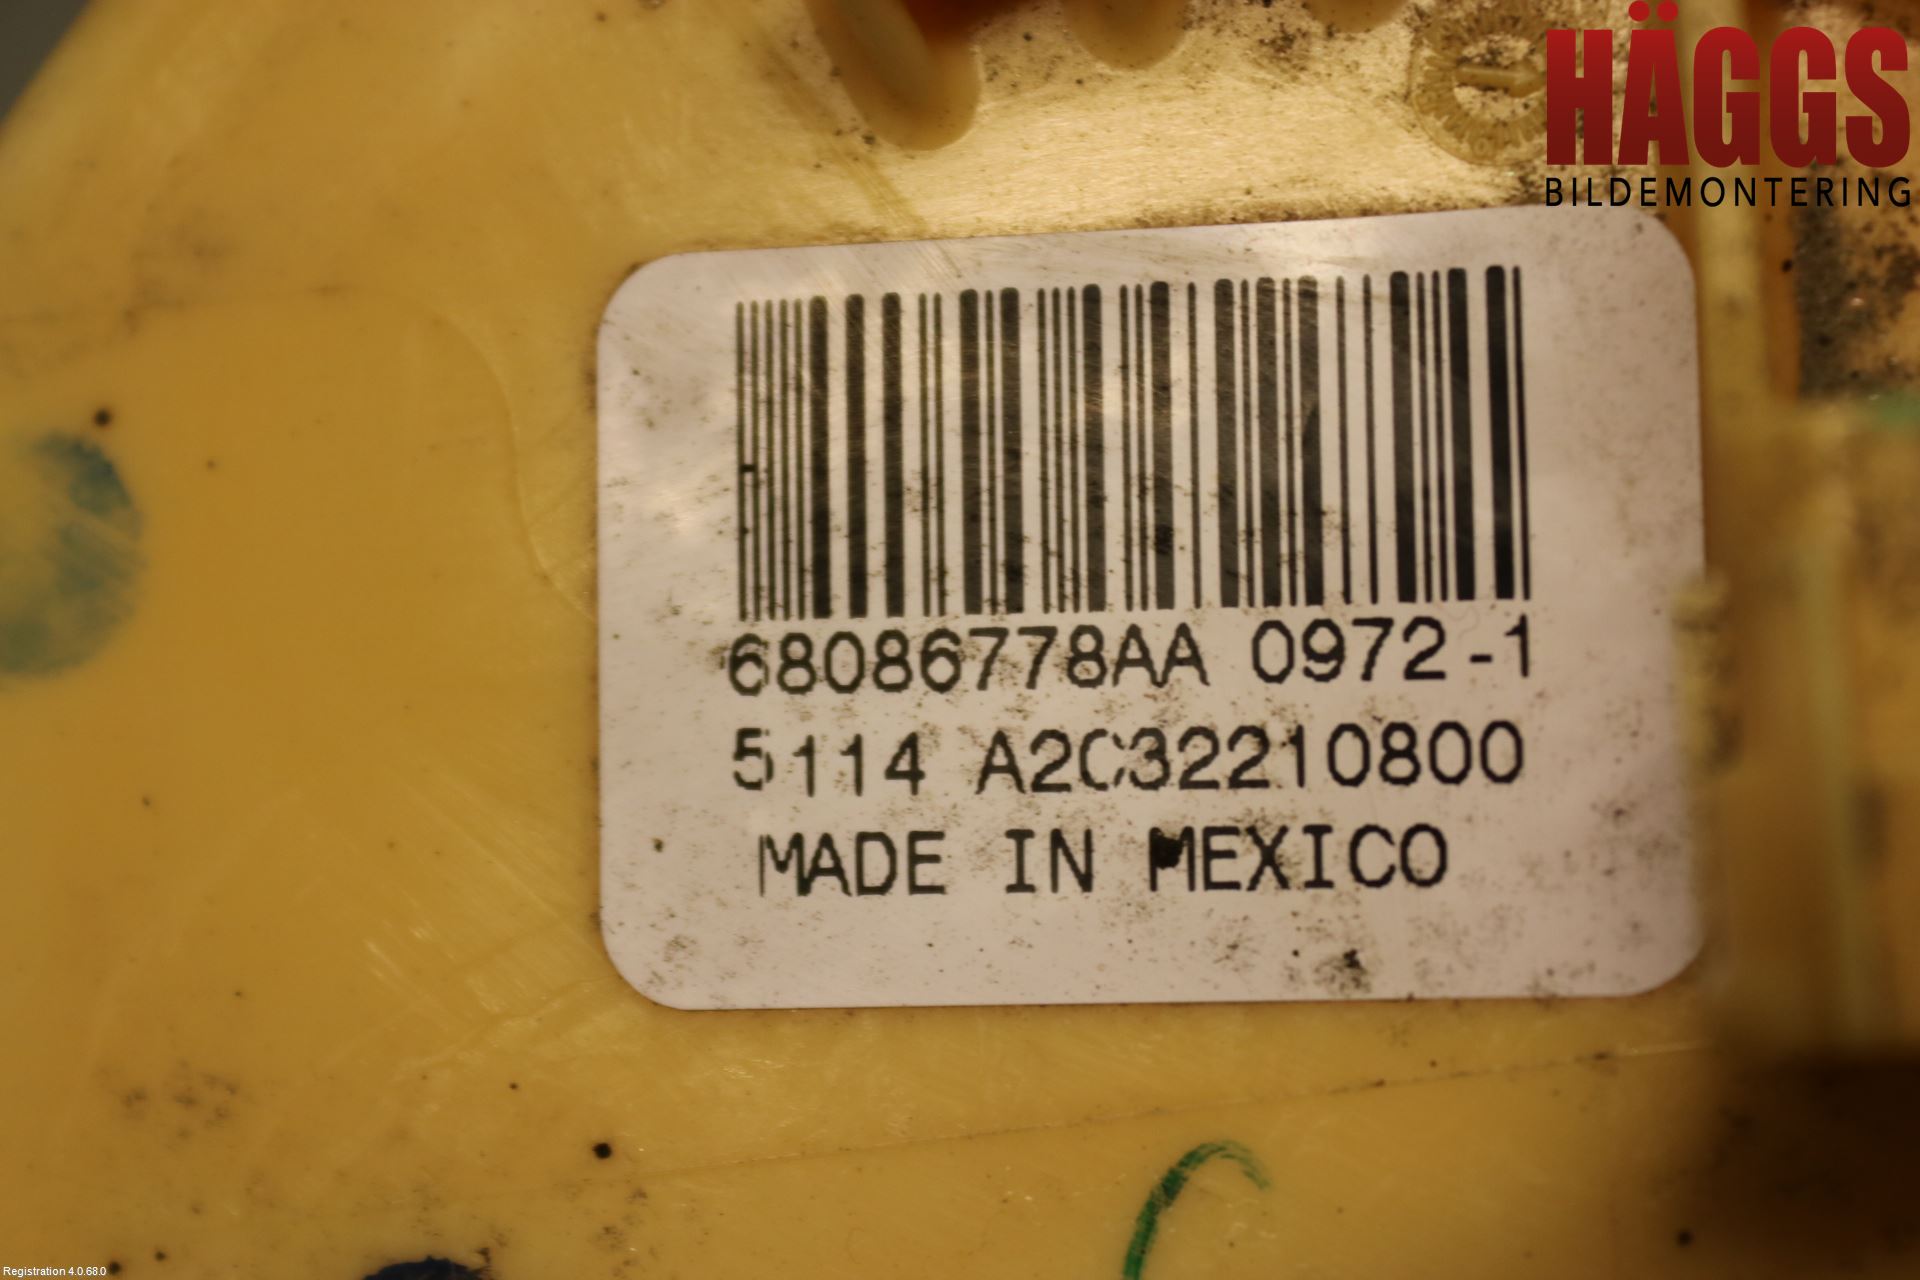 HÄGGS
BILDEMONTERING
68086778AA 0972-1
5114 A2C32210800
MADE IN MEXICO
Registration 4.0.68.0